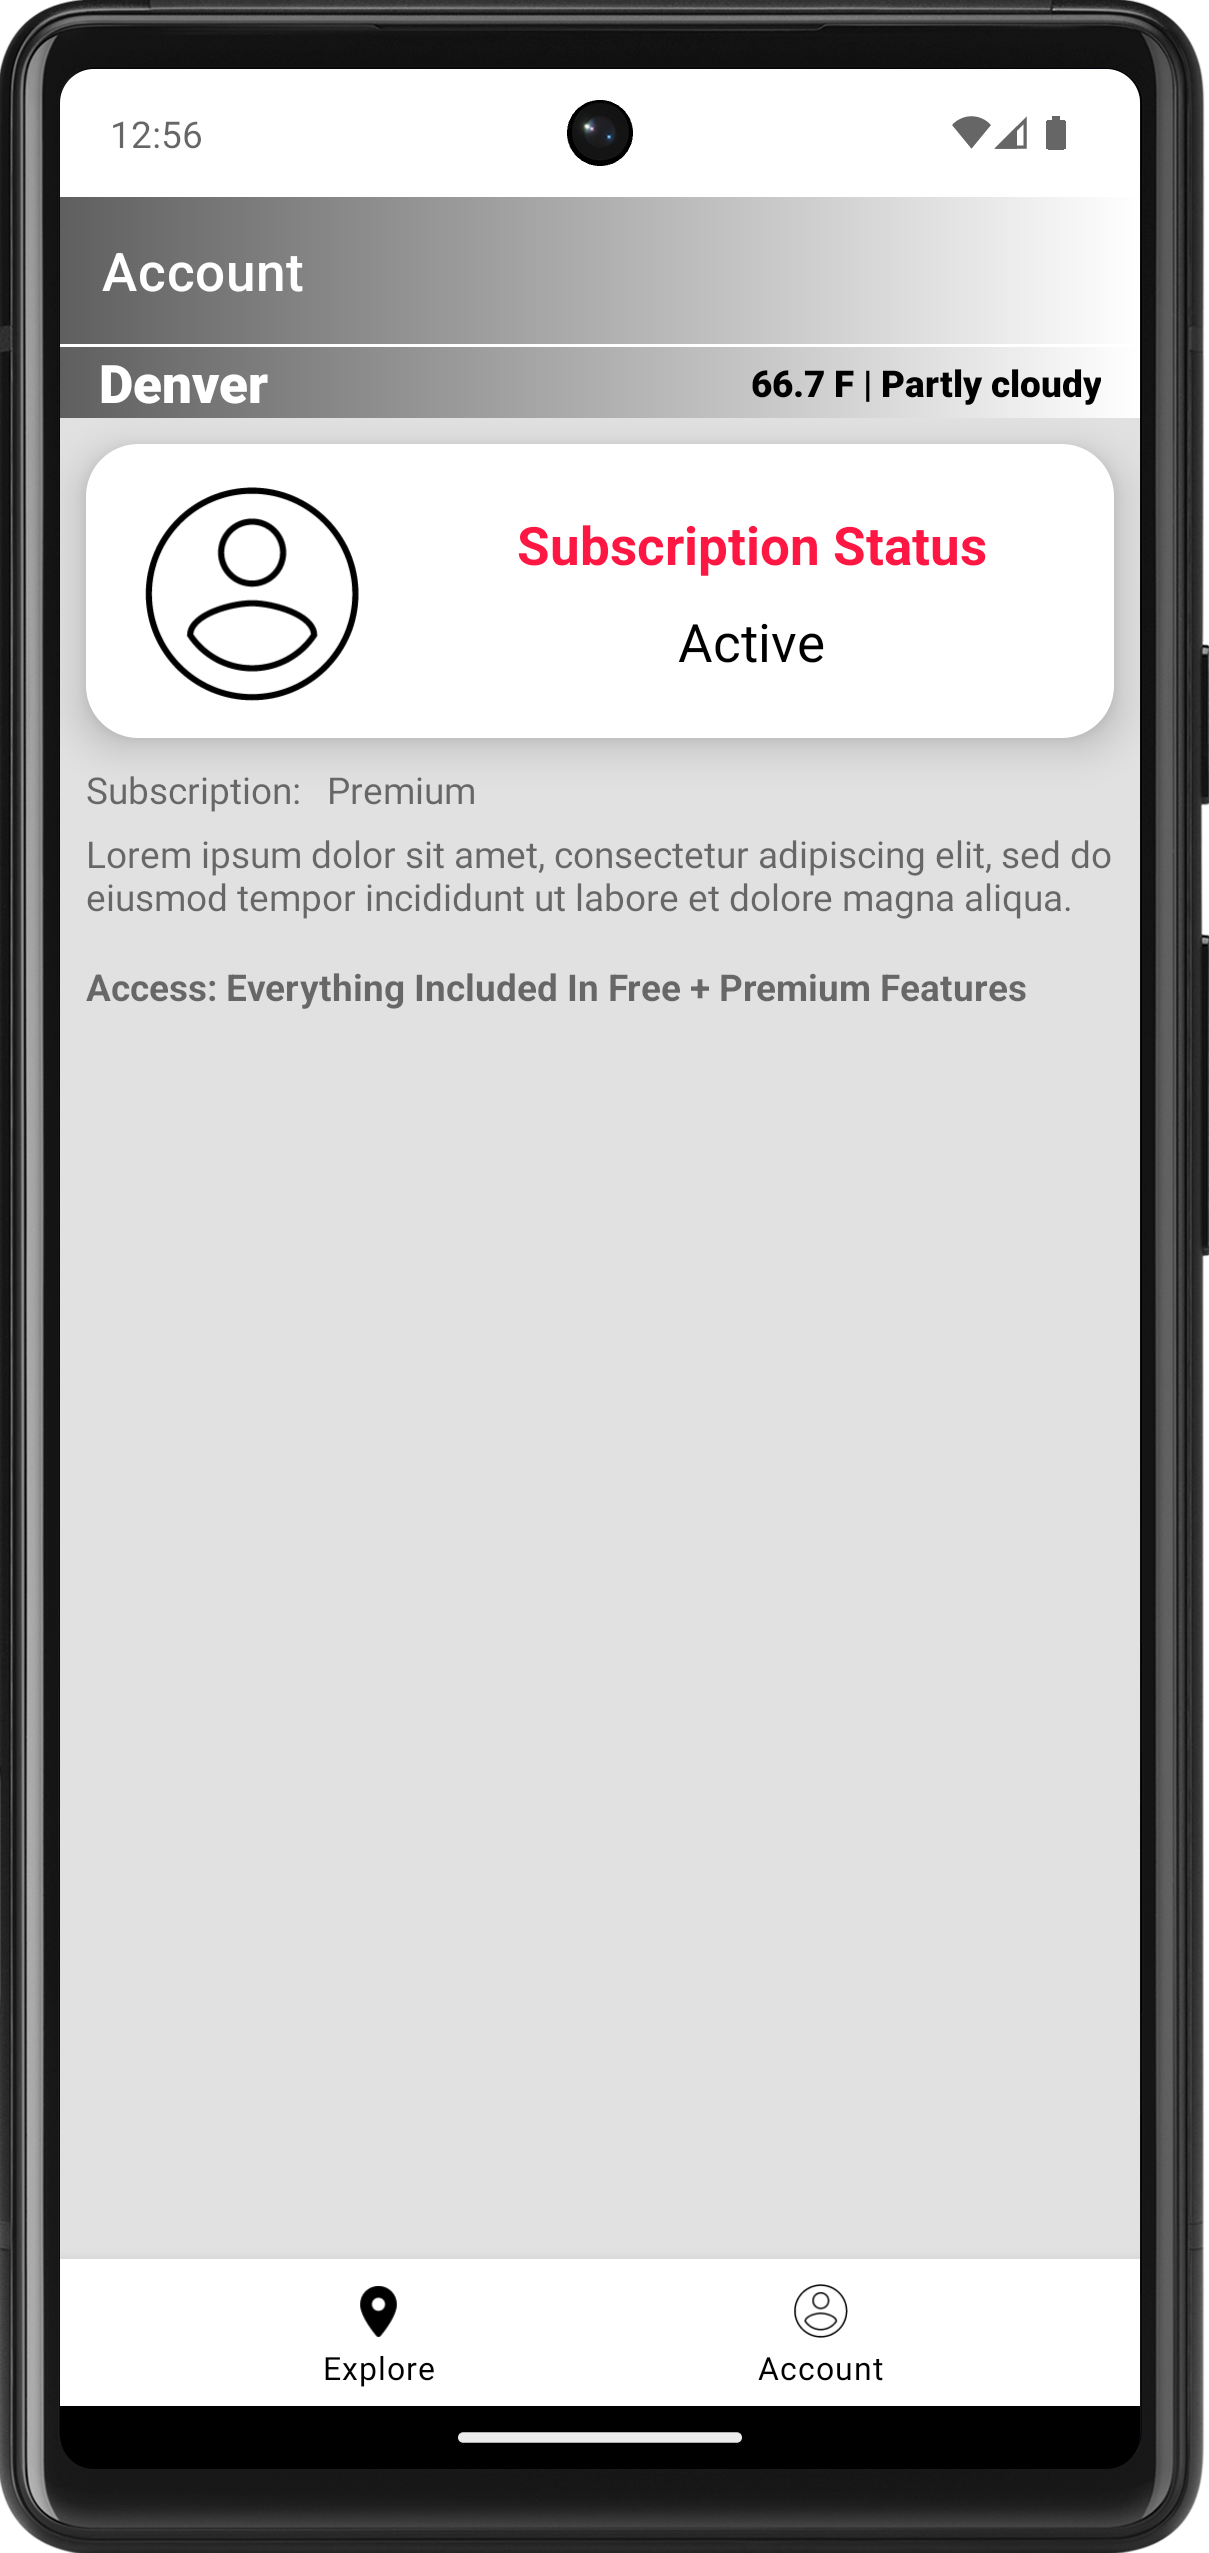 12:56
Account
Denver
66.7 F | Partly cloudy
Subscription Status
Active
Subscription: Premium
Lorem ipsum dolor sit amet, consectetur adipiscing elit, sed do
eiusmod tempor incididunt ut labore et dolore magna aliqua.
Access: Everything Included In Free + Premium Features
Explore
Account